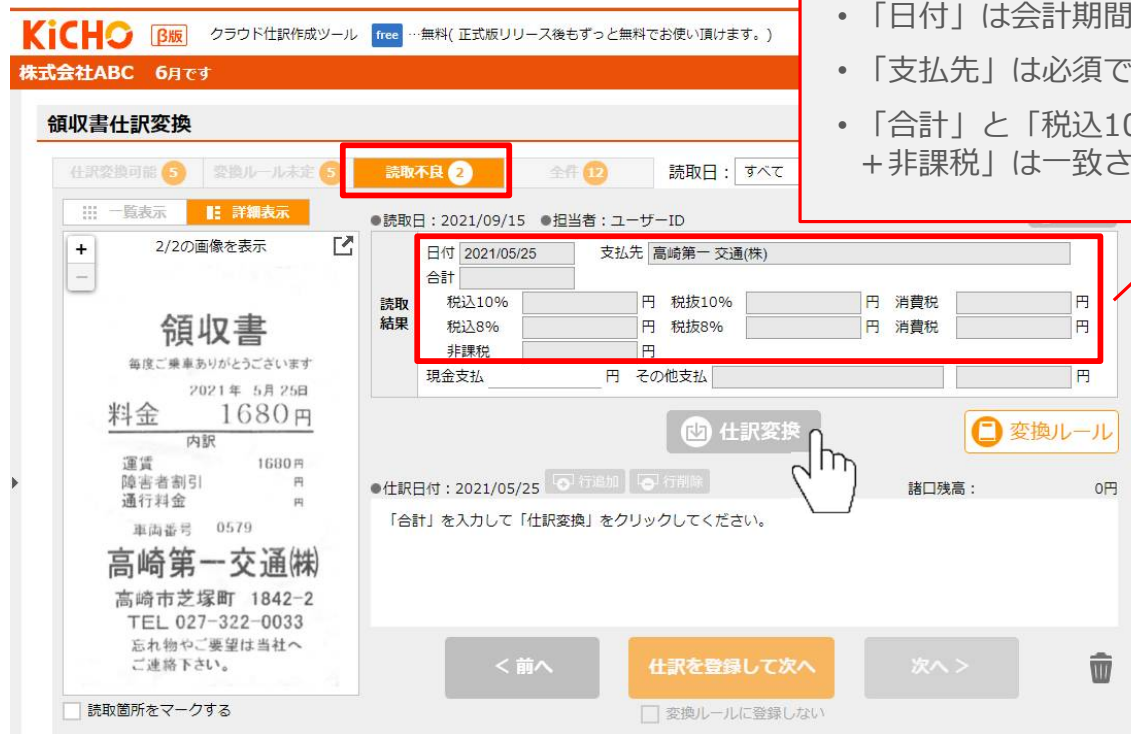 KiCHO β版 クラウド仕訳作成ツール free …無料( 正式版リリース後もずっと無料でお使い頂けます。)
株式会社ABC 6月です
・「日付」は会計期間
・「支払先」は必須で
・「合計」と「税込10
＋非課税」は一致さ
領収書仕訳変換
仕訳変換可能 5 変換ルール未定 5 読取不良 2 全件 12 読取日： すべて
一覧表示 詳細表示
●読取日：2021/09/15 ●担当者：ユーザーID
+ 2/2の画像を表示
−
領収書
毎度ご乗車ありがとうございます
2021年 5月25日
料金 1680円
内訳
運賃 1680円
障害者割引 円
通行料金 円
車両番号 0579
高崎第一交通㈱
高崎市芝塚町 1842-2
TEL 027-322-0033
忘れ物やご要望は当社へ
ご連絡下さい。
読取箇所をマークする
読取
結果
日付 2021/05/25 支払先 高崎第一 交通(株)
合計
税込10% 円 税抜10% 円 消費税 円
税込8% 円 税抜8% 円 消費税 円
非課税 円
現金支払 円 その他支払 円
仕訳変換 変換ルール
●仕訳日付：2021/05/25 行追加 行削除 諸口残高： 0円
「合計」を入力して「仕訳変換」をクリックしてください。
< 前へ 仕訳を登録して次へ 次へ >
変換ルールに登録しない